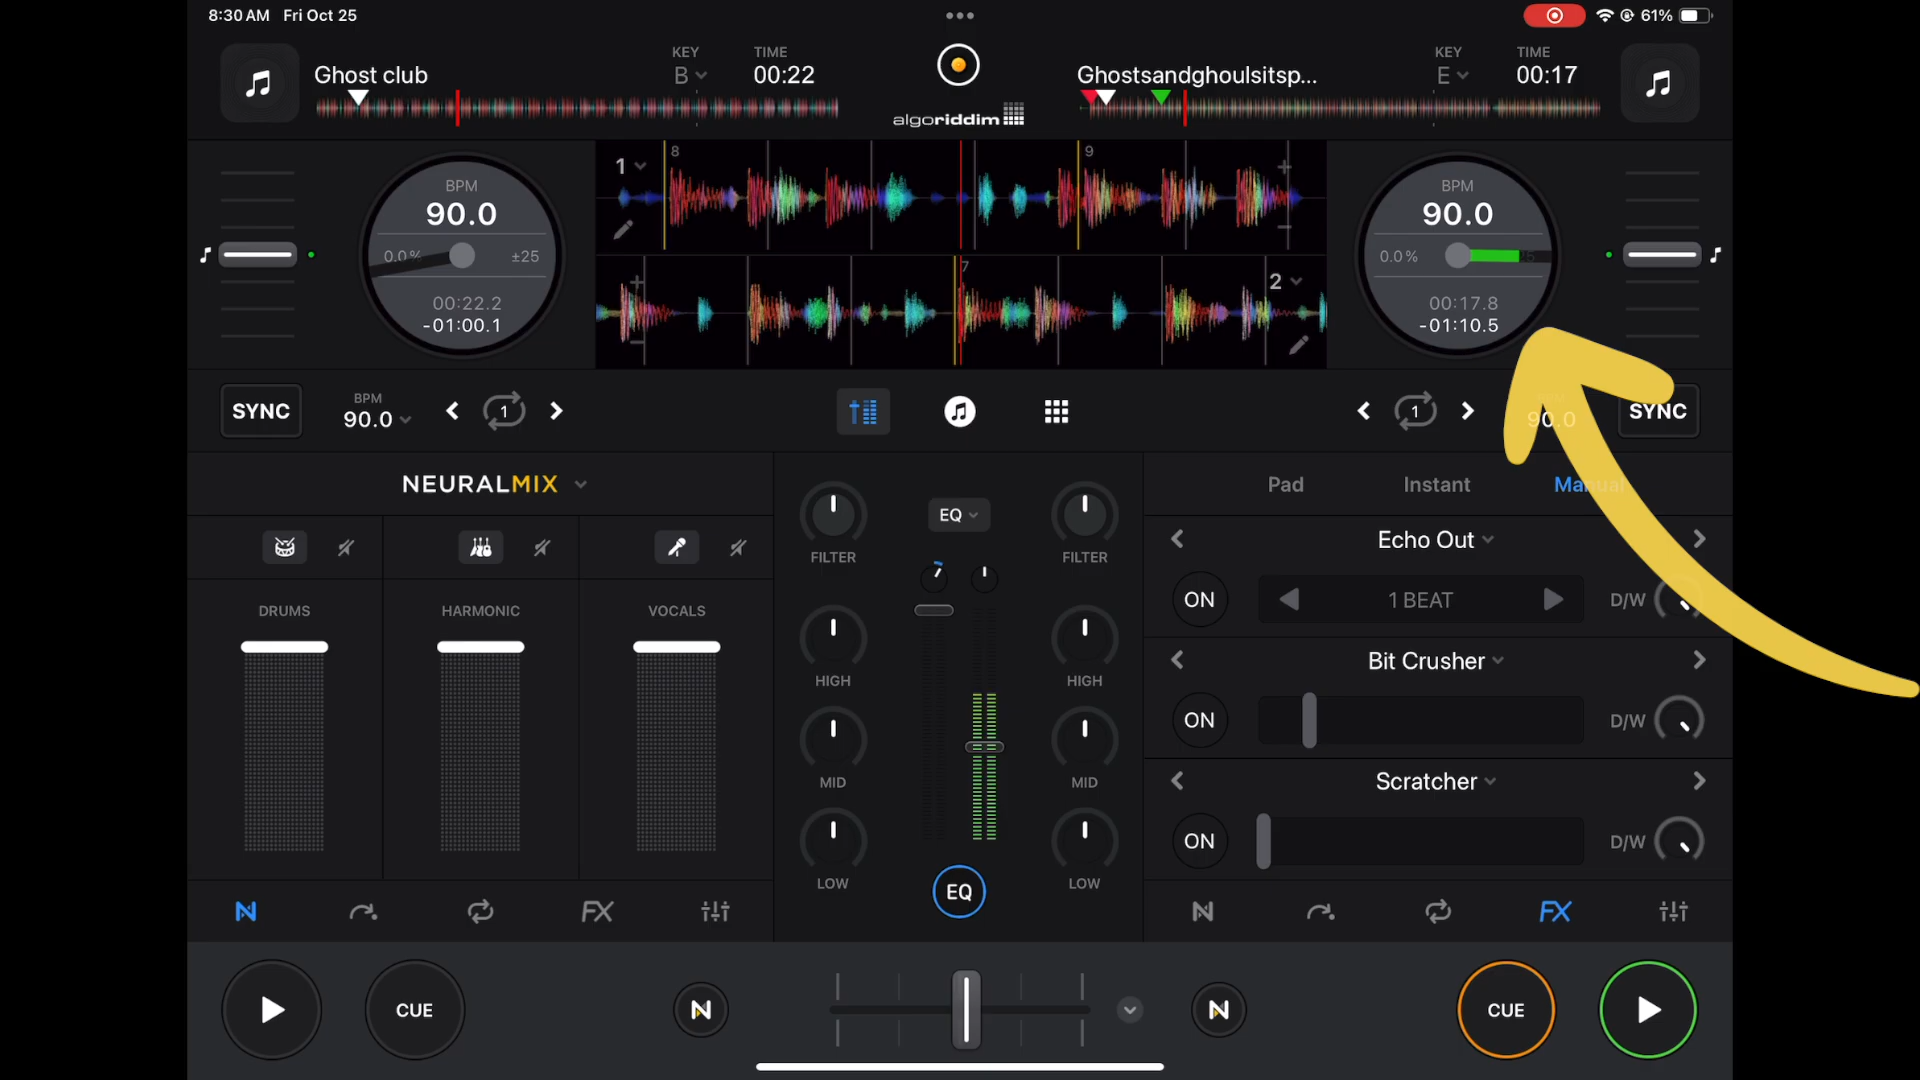 8:30 AM Fri Oct 25
61%
Ghost club
KEY
B
TIME
00:22
algoriddim
Ghostsandghoulsitsp...
KEY
E
TIME
00:17
BPM
90.0
0.0 %
±25
00:22.2
-01:00.1
1
8
9
7
2
BPM
90.0
0.0 %
00:17.8
-01:10.5
SYNC
BPM
90.0
1
1
90.0
SYNC
NEURALMIX
DRUMS
HARMONIC
VOCALS
FILTER
EQ
FILTER
HIGH
HIGH
MID
MID
LOW
LOW
EQ
Pad
Instant
Manual
Echo Out
ON
1 BEAT
D/W
Bit Crusher
ON
D/W
Scratcher
ON
D/W
N
FX
N
FX
CUE
N
N
CUE